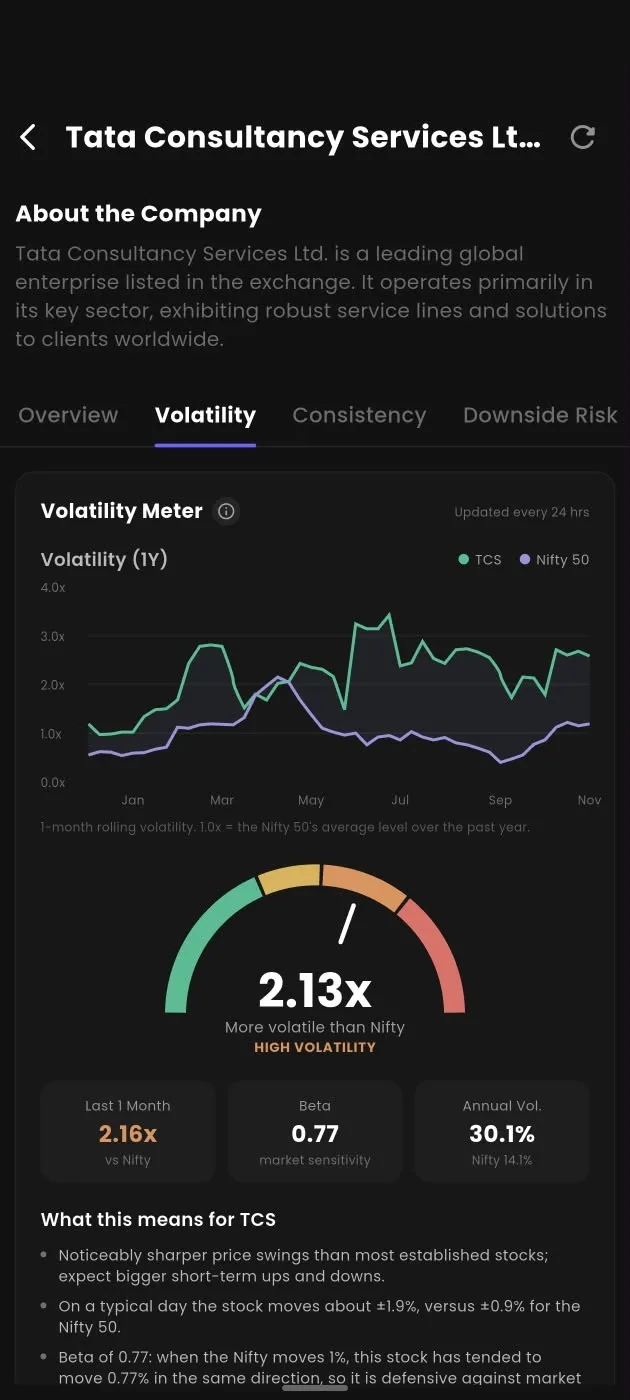 Tata Consultancy Services Lt...
About the Company
Tata Consultancy Services Ltd. is a leading global
enterprise listed in the exchange. It operates primarily in
its key sector, exhibiting robust service lines and solutions
to clients worldwide.
Overview Volatility Consistency Downside Risk
Volatility Meter Updated every 24 hrs
Volatility (1Y) TCS Nifty 50
4.0x
3.0x
2.0x
1.0x
0.0x
Jan Mar May Jul Sep Nov
1-month rolling volatility. 1.0x = the Nifty 50's average level over the past year.
2.13x
More volatile than Nifty
HIGH VOLATILITY
Last 1 Month Beta Annual Vol.
2.16x 0.77 30.1%
vs Nifty market sensitivity Nifty 14.1%
What this means for TCS
• Noticeably sharper price swings than most established stocks;
expect bigger short-term ups and downs.
• On a typical day the stock moves about ±1.9%, versus ±0.9% for the
Nifty 50.
• Beta of 0.77: when the Nifty moves 1%, this stock has tended to
move 0.77% in the same direction, so it is defensive against market